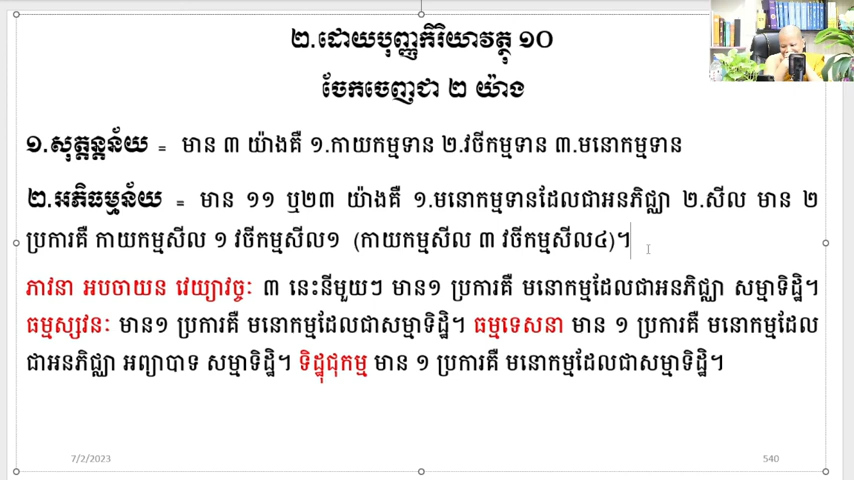 ២.ដោយបុញ្ញកិរិយាវត្ថុ ១០
ចែកចេញជា ២ យ៉ាង
១.សុត្តន្តន័យ = មាន ៣ យ៉ាងគឺ ១.កាយកម្មទាន ២.វចីកម្មទាន ៣.មនោកម្មទាន
២.អភិធម្មន័យ = មាន ១១ ឬ២៣ យ៉ាងគឺ ១.មនោកម្មទានដែលជាអនភិជ្ឈា ២.សីល មាន ២
ប្រការគឺ កាយកម្មសីល ១ វចីកម្មសីល១ (កាយកម្មសីល ៣ វចីកម្មសីល៤)។
ភាវនា អបចាយន វេយ្យាវច្ចៈ ៣ នេះនីមួយៗ មាន១ ប្រការគឺ មនោកម្មដែលជាអនភិជ្ឈា សម្មាទិដ្ឋិ។
ធម្មស្សវនៈ មាន១ ប្រការគឺ មនោកម្មដែលជាសម្មាទិដ្ឋិ។ ធម្មទេសនា មាន ១ ប្រការគឺ មនោកម្មដែល
ជាអនភិជ្ឈា អព្យាបាទ សម្មាទិដ្ឋិ។ ទិដ្ឋុជុកម្ម មាន ១ ប្រការគឺ មនោកម្មដែលជាសម្មាទិដ្ឋិ។
7/2/2023
540